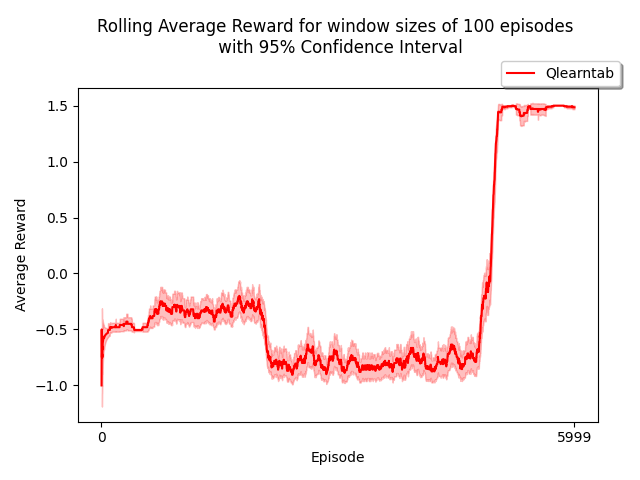 Rolling Average Reward for window sizes of 100 episodes
with 95% Confidence Interval
Qlearntab
1.5
1.0
0.5
0.0
−0.5
−1.0
Average Reward
0
5999
Episode